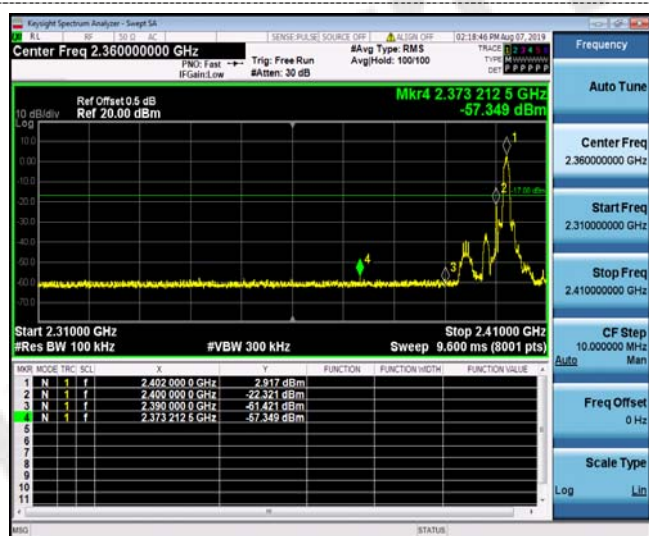 Keysight Spectrum Analyzer - Swept SA
RL RF 50 Ω AC SENSE:PULSE SOURCE OFF ALIGN OFF 02:18:46 PM Aug 07, 2019
Center Freq 2.360000000 GHz
PNO: Fast
IFGain:Low
Trig: Free Run
#Atten: 30 dB
#Avg Type: RMS
Avg|Hold: 100/100
TRACE 1 2 3 4 5 6
TYPE M WWWWW
DET P P P P P P
Frequency
Auto Tune
Center Freq
2.360000000 GHz
Start Freq
2.310000000 GHz
Stop Freq
2.410000000 GHz
CF Step
10.000000 MHz
Auto Man
Freq Offset
0 Hz
Scale Type
Log Lin
Mkr4 2.373 212 5 GHz
-57.349 dBm
Ref Offset 0.5 dB
10 dB/div Ref 20.00 dBm
Log
10.0
0.00
-10.0
-20.0
-30.0
-40.0
-50.0
-60.0
-70.0
1
2
-17.00 dBm
3
4
Start 2.31000 GHz Stop 2.41000 GHz
#Res BW 100 kHz #VBW 300 kHz Sweep 9.600 ms (8001 pts)
MKR MODE TRC SCL X Y FUNCTION FUNCTION WIDTH FUNCTION VALUE
1 N 1 f 2.402 000 0 GHz 2.917 dBm
2 N 1 f 2.400 000 0 GHz -22.321 dBm
3 N 1 f 2.390 000 0 GHz -61.421 dBm
4 N 1 f 2.373 212 5 GHz -57.349 dBm
5
6
7
8
9
10
11
MSG STATUS